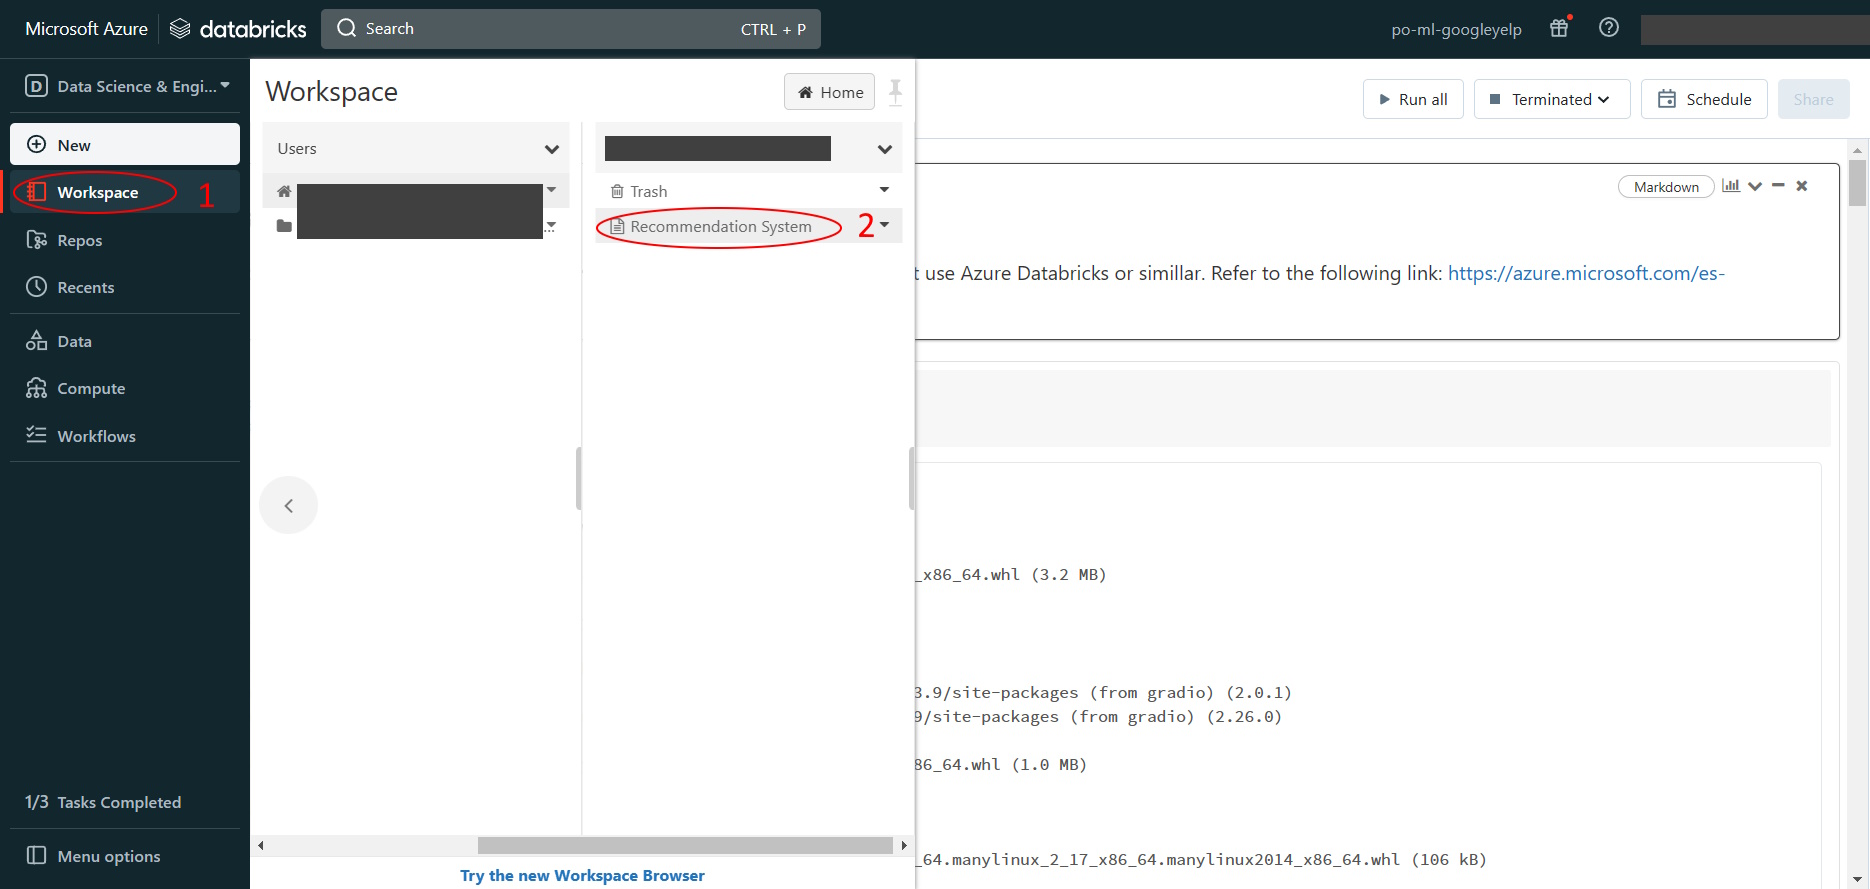 Microsoft Azure
databricks
Search
CTRL + P
po-ml-googleyelp
Data Science & Engi...
New
Workspace
1
Repos
Recents
Data
Compute
Workflows
1/3 Tasks Completed
Menu options
Workspace
Home
Users
...
Trash
Recommendation System
2
Try the new Workspace Browser
Run all
Terminated
Schedule
Share
Markdown
t use Azure Databricks or simillar. Refer to the following link: https://azure.microsoft.com/es-
_x86_64.whl (3.2 MB)
3.9/site-packages (from gradio) (2.0.1)
9/site-packages (from gradio) (2.26.0)
86_64.whl (1.0 MB)
_64.manylinux_2_17_x86_64.manylinux2014_x86_64.whl (106 kB)